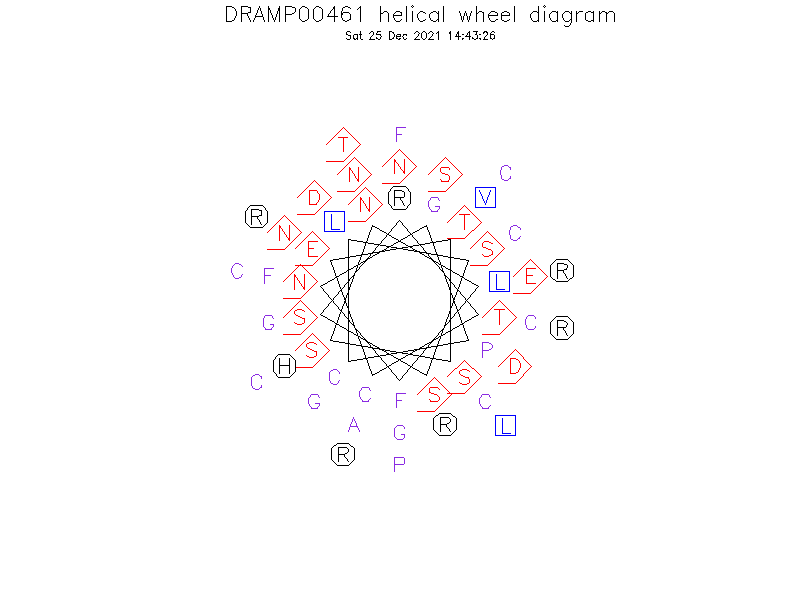 DRAMP00461 helical wheel diagram
Sat 25 Dec 2021 14:43:26
F
T
N
N S C
D N R G V
R L T
N E S C
C F N L E R
G S T C R
S P
H C S D
C G C F S C
A G R L
R P